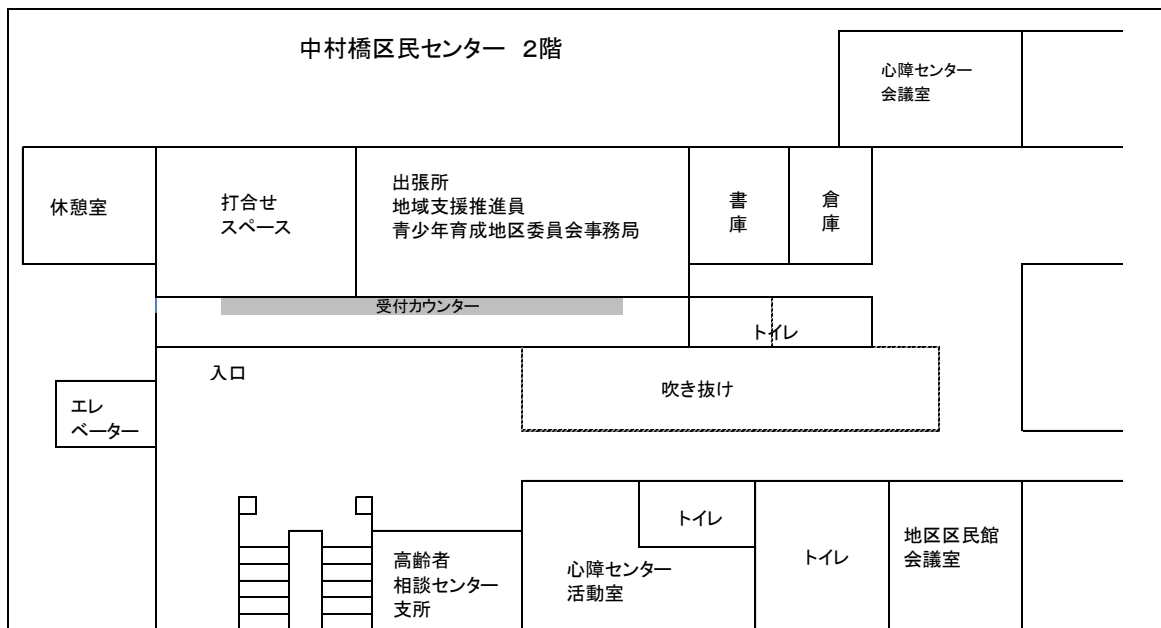 中村橋区民センター 2階
心障センター
会議室
休憩室
打合せ
スペース
出張所
地域支援推進員
青少年育成地区委員会事務局
書庫
倉庫
受付カウンター
トイレ
入口
吹き抜け
エレ
ベーター
高齢者
相談センター
支所
心障センター
活動室
トイレ
トイレ
地区区民館
会議室